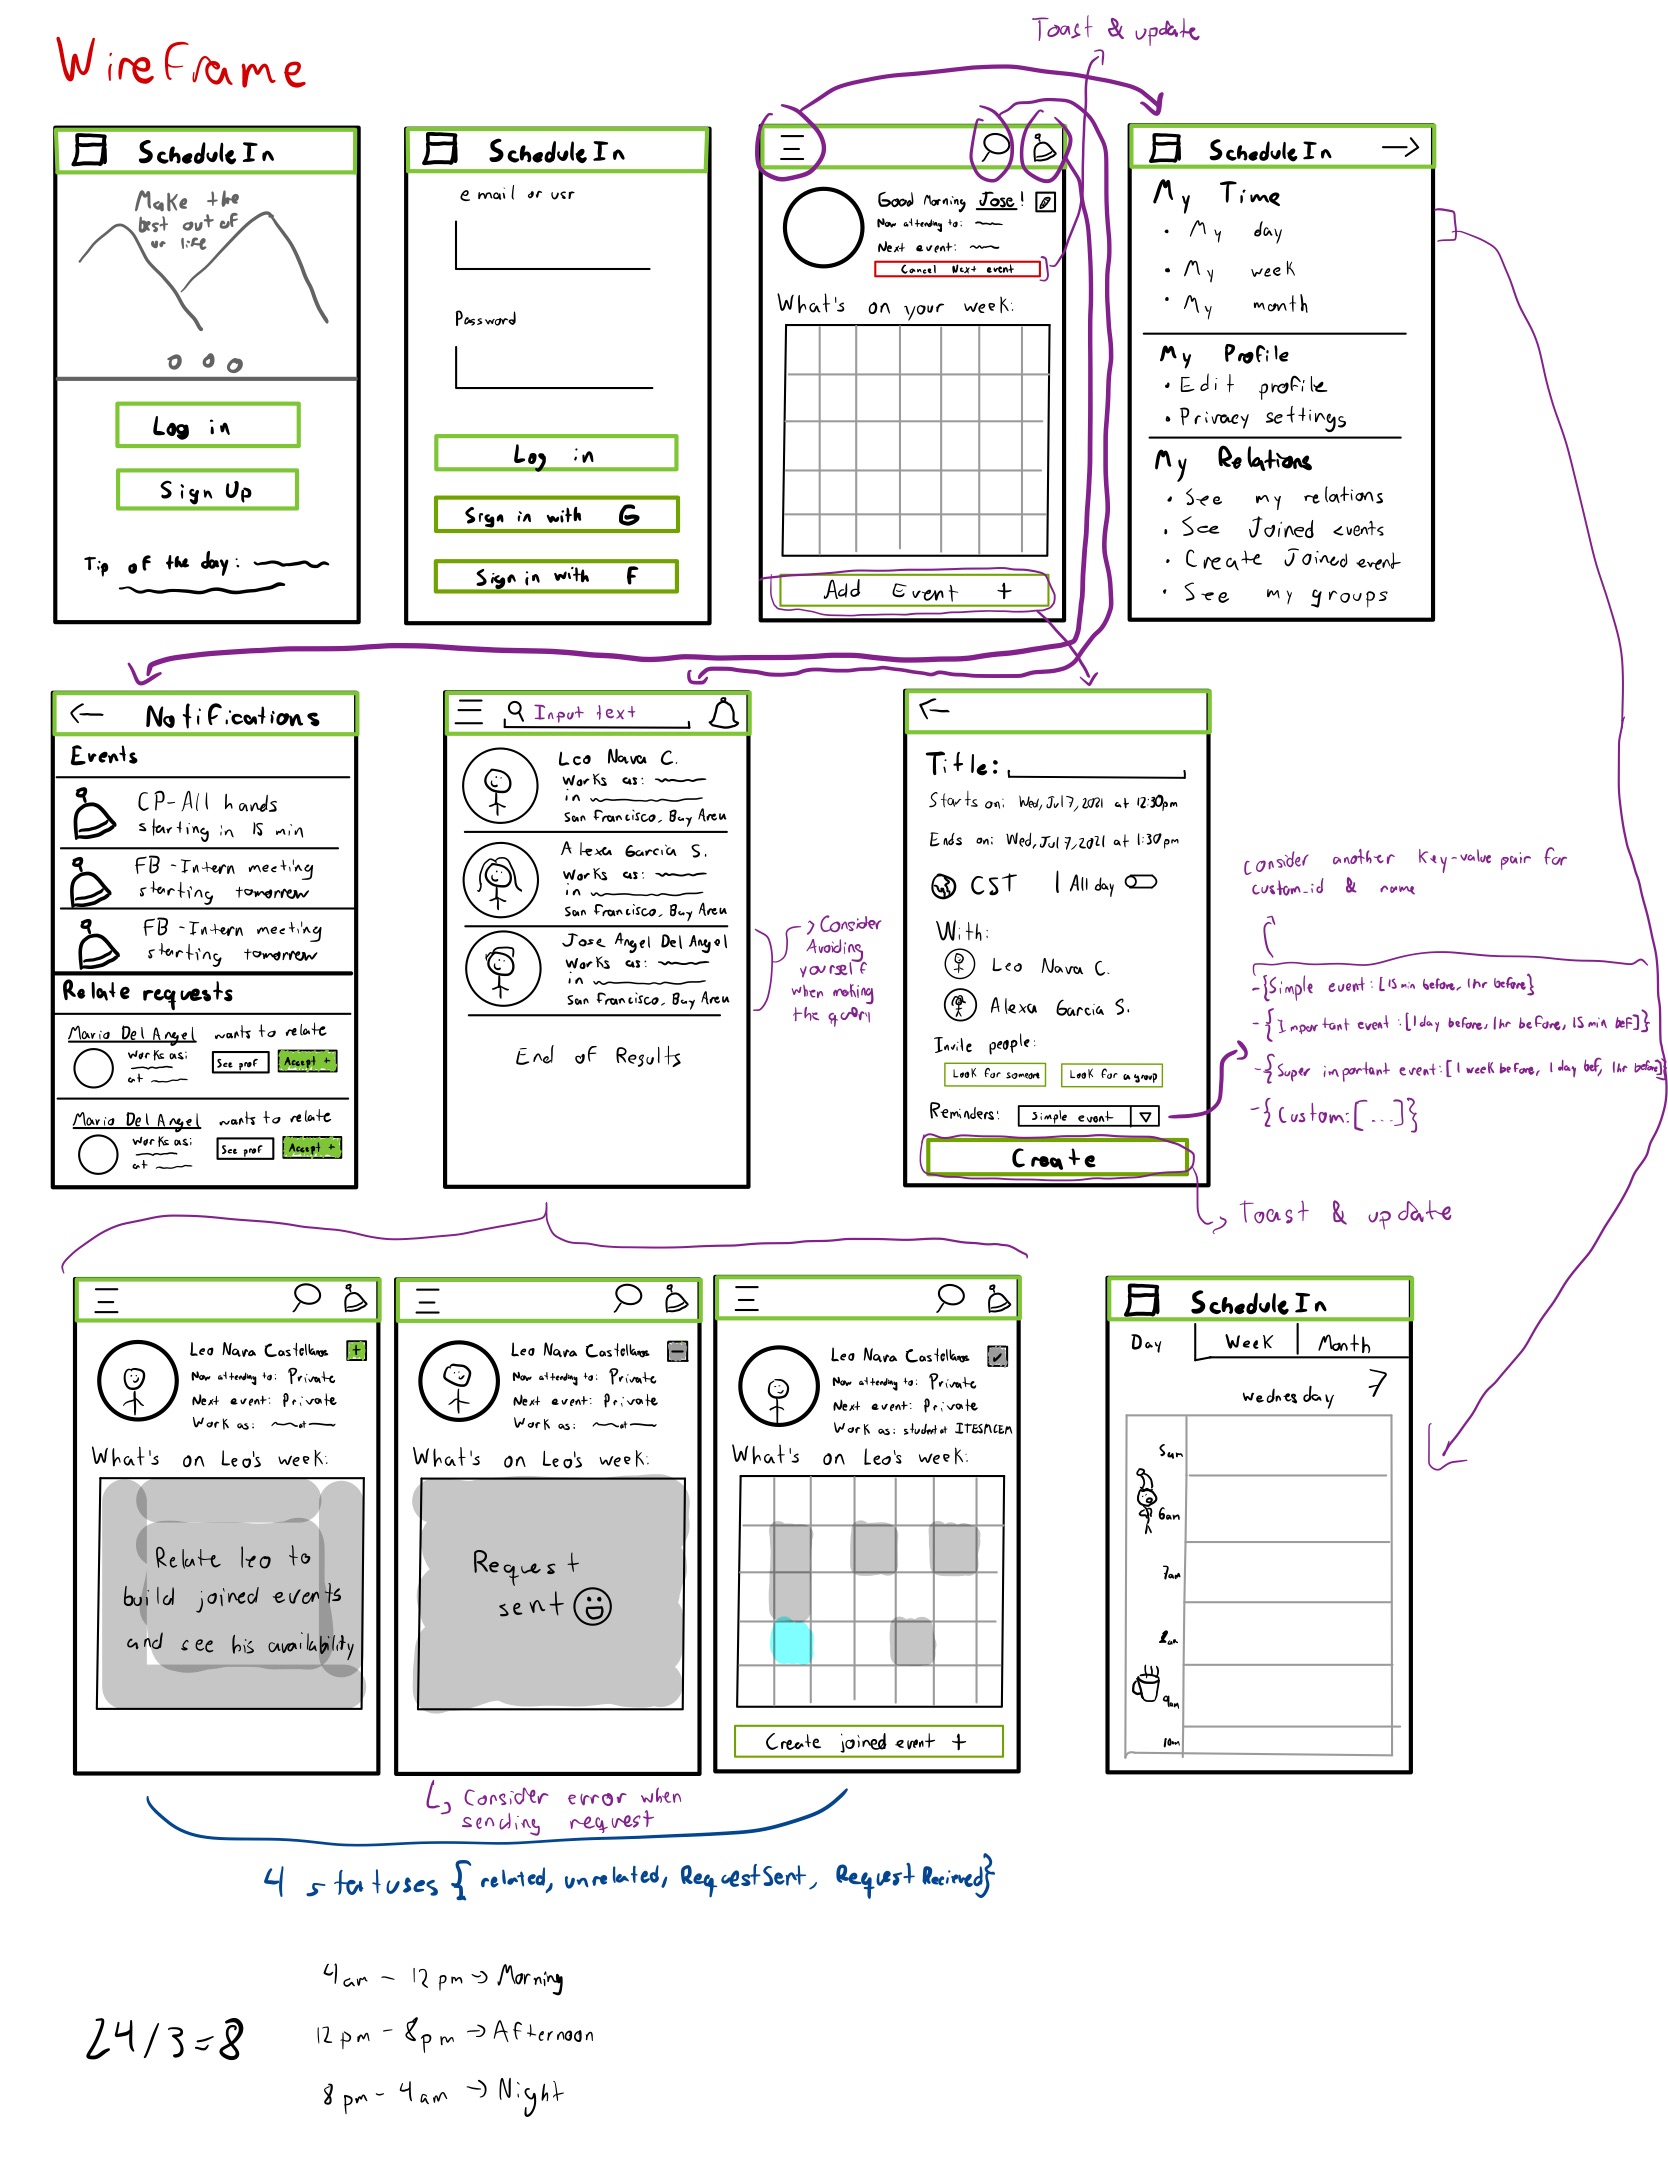 Toast & update
WireFrame
ScheduleIn
Make the
best out of
ur life
Log in
Sign Up
Tip of the day:
ScheduleIn
email or usr
Password
Log in
Sign in with G
Sign in with F
Good Morning Jose!
Now attending to:
Next event:
Cancel Next event
What's on your week:
Add Event +
ScheduleIn
My Time
• My day
• My week
• My month
My Profile
• Edit profile
• Privacy settings
My Relations
• See my relations
• See Joined events
• Create Joined event
• See my groups
Notifications
Events
CP-All hands
starting in 15 min
FB - Intern meeting
starting tomorrow
FB - Intern meeting
starting tomorrow
Relate requests
Mario Del Angel wants to relate
Works as:
at
See prof
Accept +
Mario Del Angel wants to relate
Works as:
at
See prof
Accept +
Input text
Leo Nava C.
Works as:
in
San Francisco, Bay Area
Alexa Garcia S.
Works as:
in
San Francisco, Bay Area
Jose Angel Del Angel
Works as:
in
San Francisco, Bay Area
End of Results
> Consider
Avoiding
yourself
when making
the query
Title:
Starts on: Wed, Jul 7, 2021 at 12:30pm
Ends on: Wed, Jul 7, 2021 at 1:30pm
CST | All day
With:
Leo Nava C.
Alexa Garcia S.
Invite people:
Look for someone
Look for a group
Reminders: Simple event
Create
Consider another Key-value pair for
custom_id & name
-{Simple event: [15 min before, 1hr before}
-{Important event: [1day before, 1hr before, 15 min bef]}
-{Super important event: [1 week before, 1 day bef, 1hr before]}
-{Custom: [...]}
Toast & update
Leo Nava Castellanos +
Now attending to: Private
Next event: Private
Work as: at
What's on Leo's week:
Relate leo to
build joined events
and see his availability
Leo Nava Castellanos −
Now attending to: Private
Next event: Private
Work as: at
What's on Leo's week:
Request
sent
Leo Nava Castellanos
Now attending to: Private
Next event: Private
Work as: student at ITESMCEM
What's on Leo's week:
Create joined event +
ScheduleIn
Day | Week | Month
Wednesday
5am
6am
7am
8am
9am
10am
Consider error when
sending request
4 statuses { related, unrelated, RequestSent, Request Recieved}
4am - 12pm → Morning
24/3=8
12pm - 8pm → Afternoon
8pm - 4am → Night